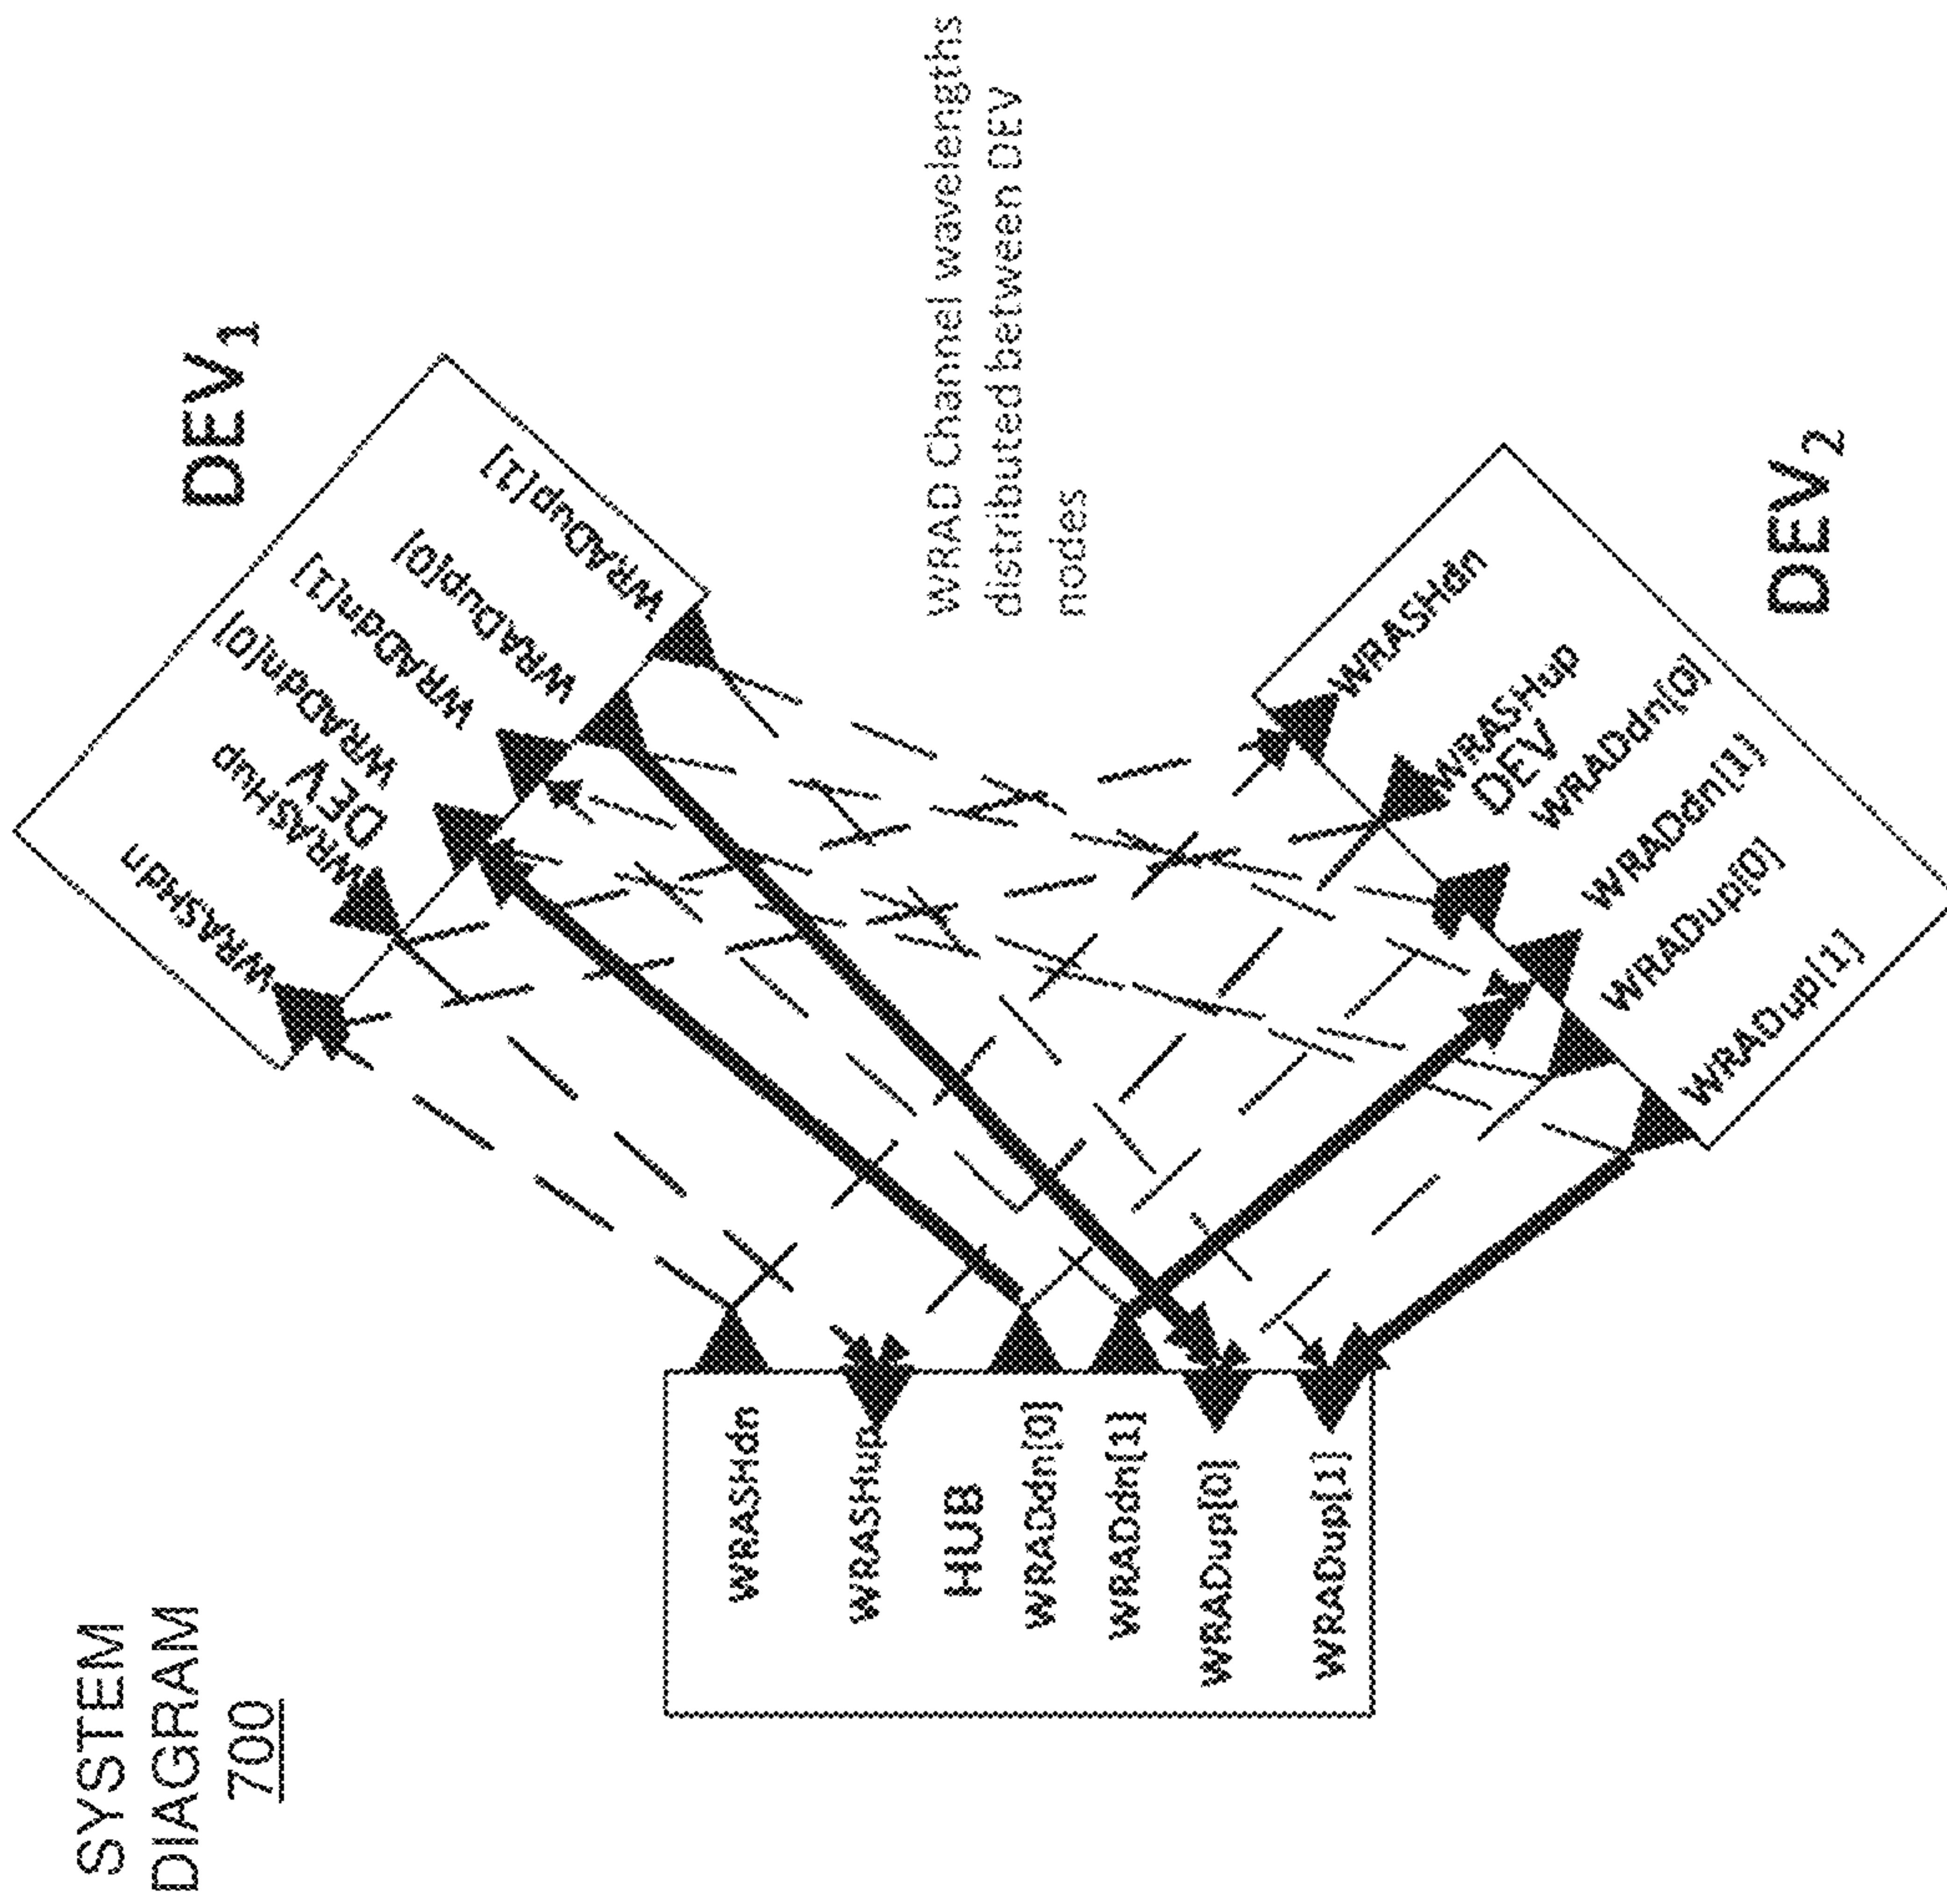 SYSTEM
DIAGRAM
700
DEV1
WRASHdn
WRASHup
DEV
WRADdn[0]
WRADdn[1]
WRADup[0]
WRADup[1]
WRAD Channel wavelengths
distributed between DEV
nodes
WRASHdn
WRASHup
HUB
WRADdn[0]
WRADdn[1]
WRADup[0]
WRADup[1]
WRASHdn
WRASHup
DEV
WRADdn[0]
WRADdn[1]
WRADup[0]
WRADup[1]
DEV2